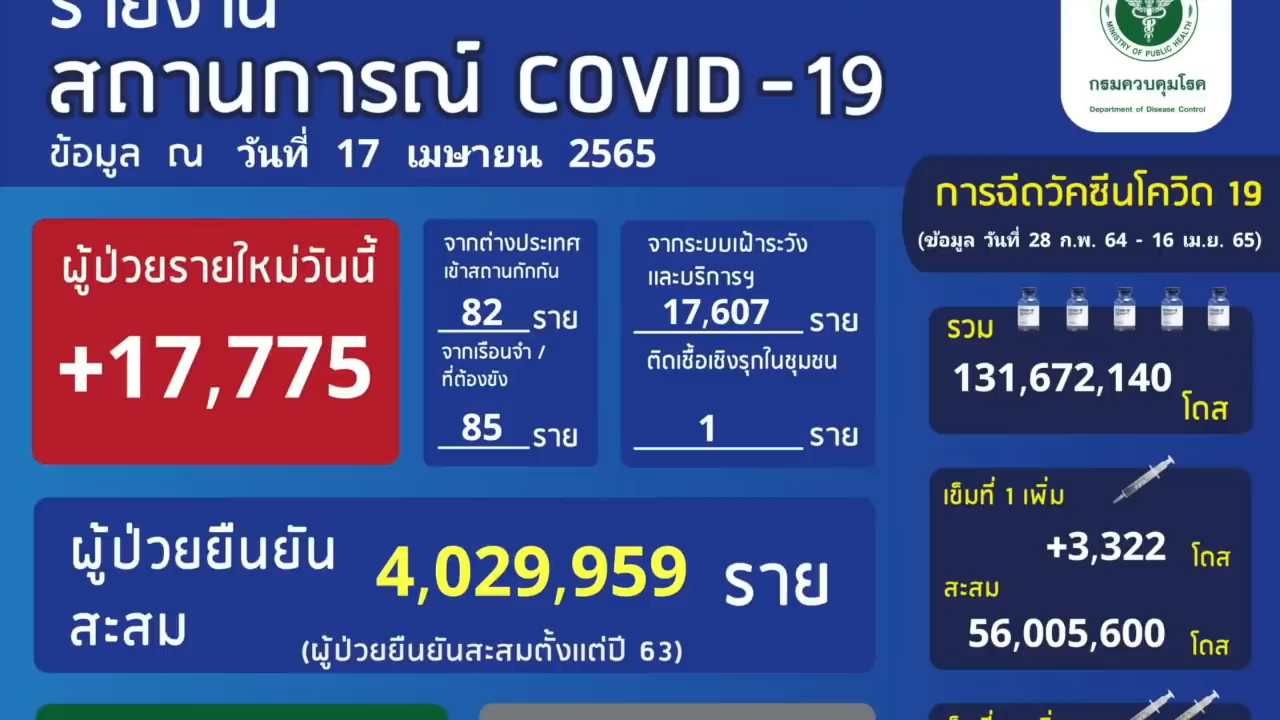 รายงาน
สถานการณ์ COVID -19
ข้อมูล ณ วันที่ 17 เมษายน 2565
MINISTRY OF PUBLIC HEALTH
กรมควบคุมโรค
Department of Disease Control
ผู้ป่วยรายใหม่วันนี้
+17,775
จากต่างประเทศ
เข้าสถานกักกัน
82 ราย
จากเรือนจำ /
ที่ต้องขัง
85 ราย
จากระบบเฝ้าระวัง
และบริการฯ
17,607 ราย
ติดเชื้อเชิงรุกในชุมชน
1 ราย
ผู้ป่วยยืนยัน
สะสม
4,029,959 ราย
(ผู้ป่วยยืนยันสะสมตั้งแต่ปี 63)
การฉีดวัคซีนโควิด 19
(ข้อมูล วันที่ 28 ก.พ. 64 - 16 เม.ย. 65)
รวม
131,672,140
โดส
เข็มที่ 1 เพิ่ม
+3,322 โดส
สะสม
56,005,600 โดส